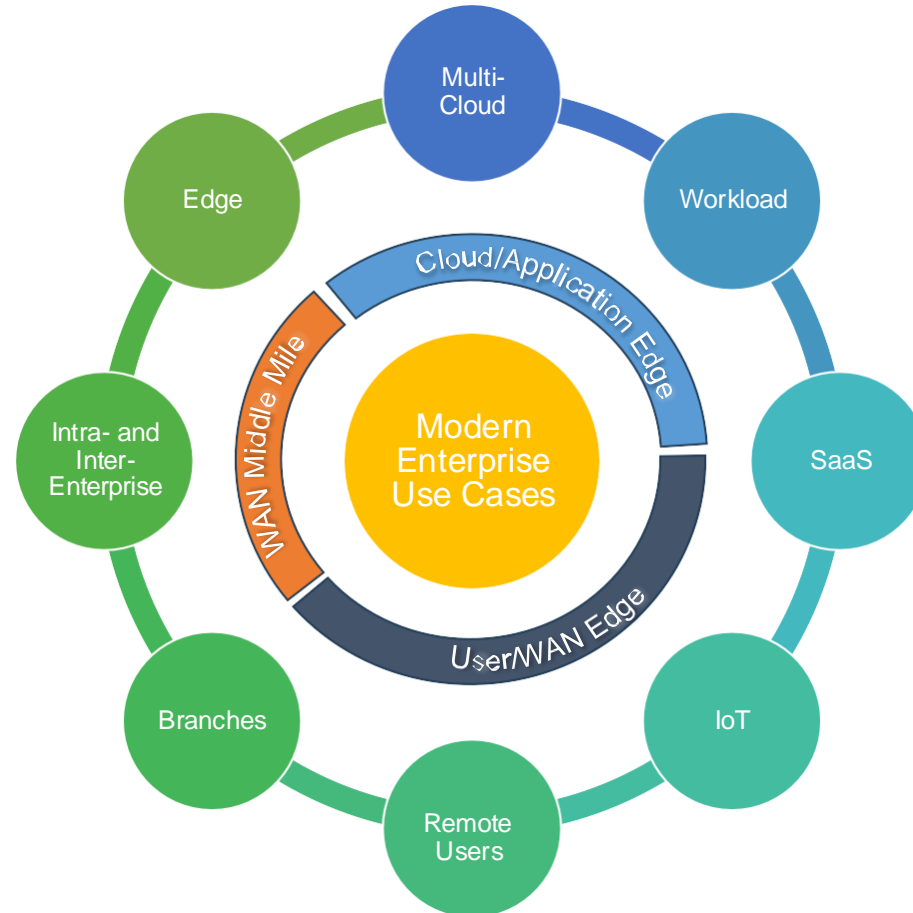 Multi-
Cloud
Edge
Workload
Cloud/Application Edge
WAN Middle Mile
Modern
Enterprise
Use Cases
Intra- and
Inter-
Enterprise
SaaS
User/WAN Edge
Branches
IoT
Remote
Users